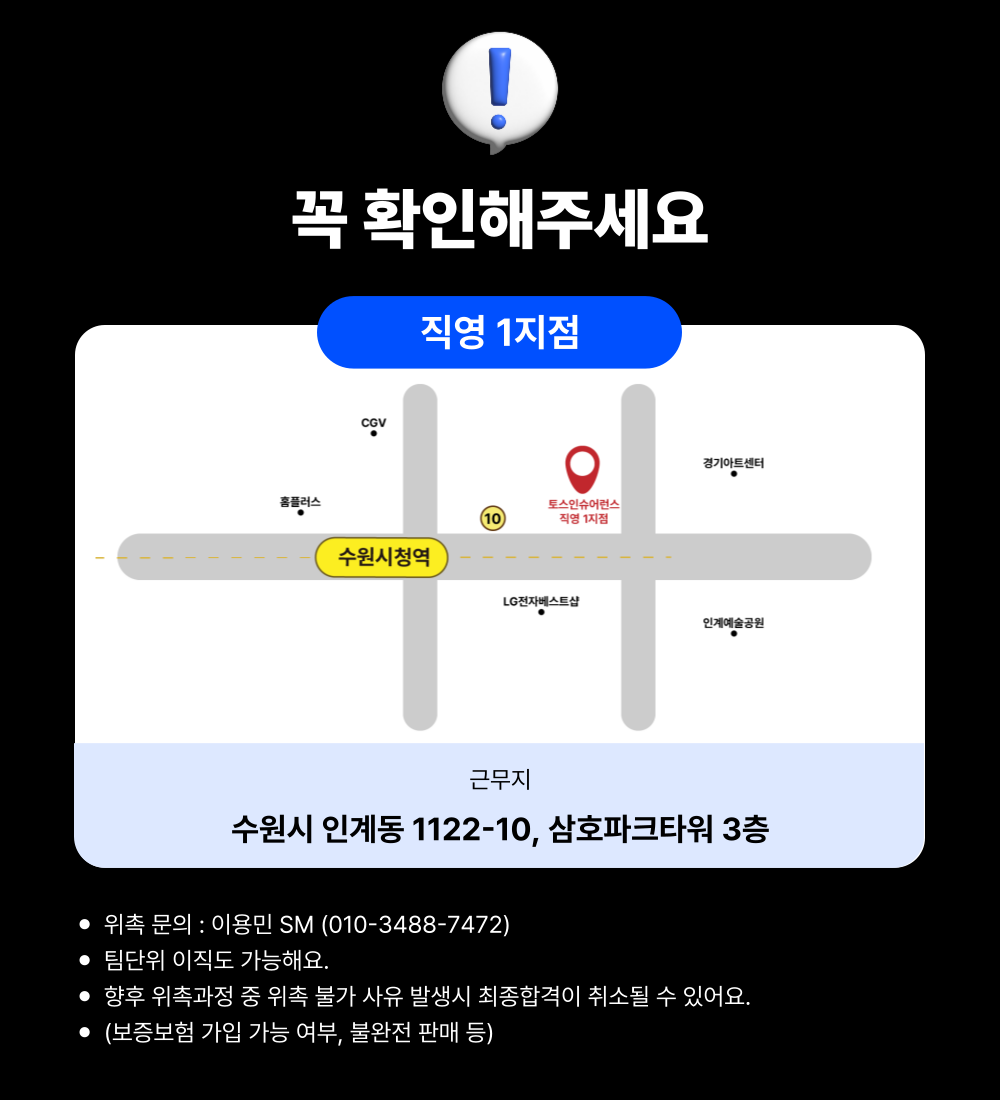 꼭 확인해주세요
직영 1지점
CGV
경기아트센터
홈플러스
토스인슈어런스
직영 1지점
10
수원시청역
LG전자베스트샵
인계예술공원
근무지
수원시 인계동 1122-10, 삼호파크타워 3층
• 위촉 문의 : 이용민 SM (010-3488-7472)
• 팀단위 이직도 가능해요.
• 향후 위촉과정 중 위촉 불가 사유 발생시 최종합격이 취소될 수 있어요.
• (보증보험 가입 가능 여부, 불완전 판매 등)